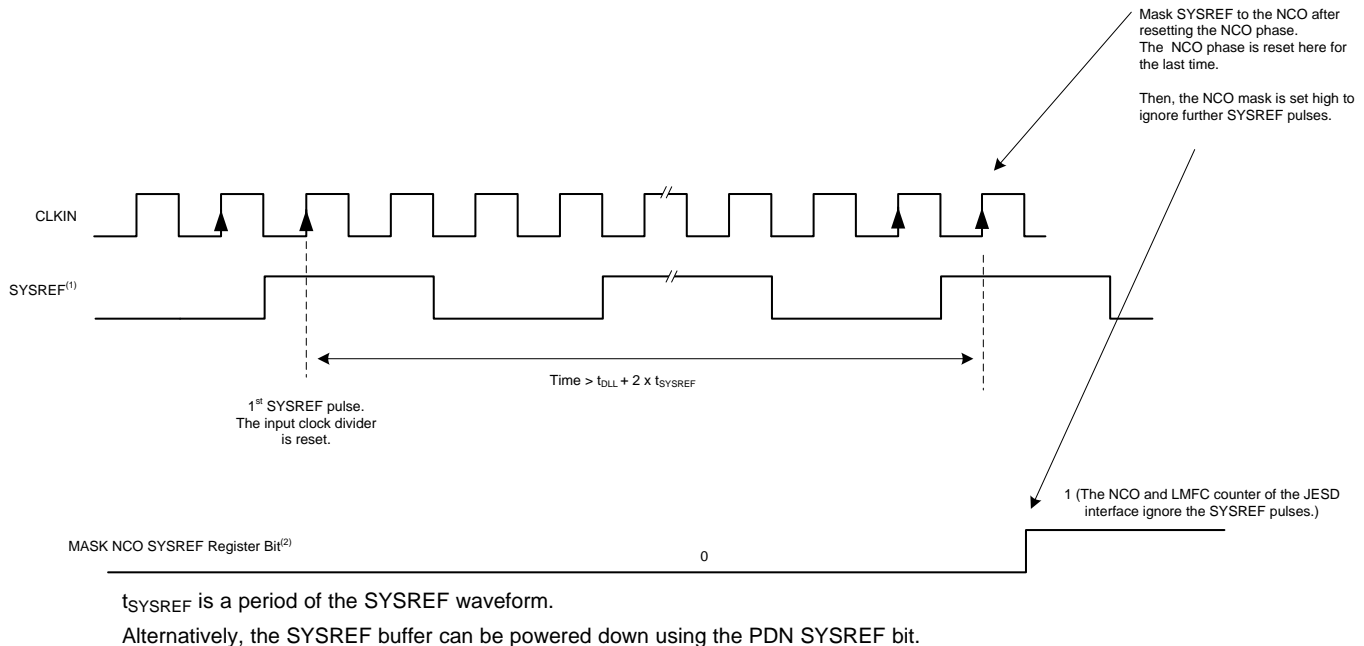 Mask SYSREF to the NCO after
resetting the NCO phase.
The NCO phase is reset here for
the last time.
Then, the NCO mask is set high to
ignore further SYSREF pulses.
CLKIN
SYSREF(1)
Time > tDLL + 2 x tSYSREF
1st SYSREF pulse.
The input clock divider
is reset.
1 (The NCO and LMFC counter of the JESD
interface ignore the SYSREF pulses.)
MASK NCO SYSREF Register Bit(2)
0
tSYSREF is a period of the SYSREF waveform.
Alternatively, the SYSREF buffer can be powered down using the PDN SYSREF bit.